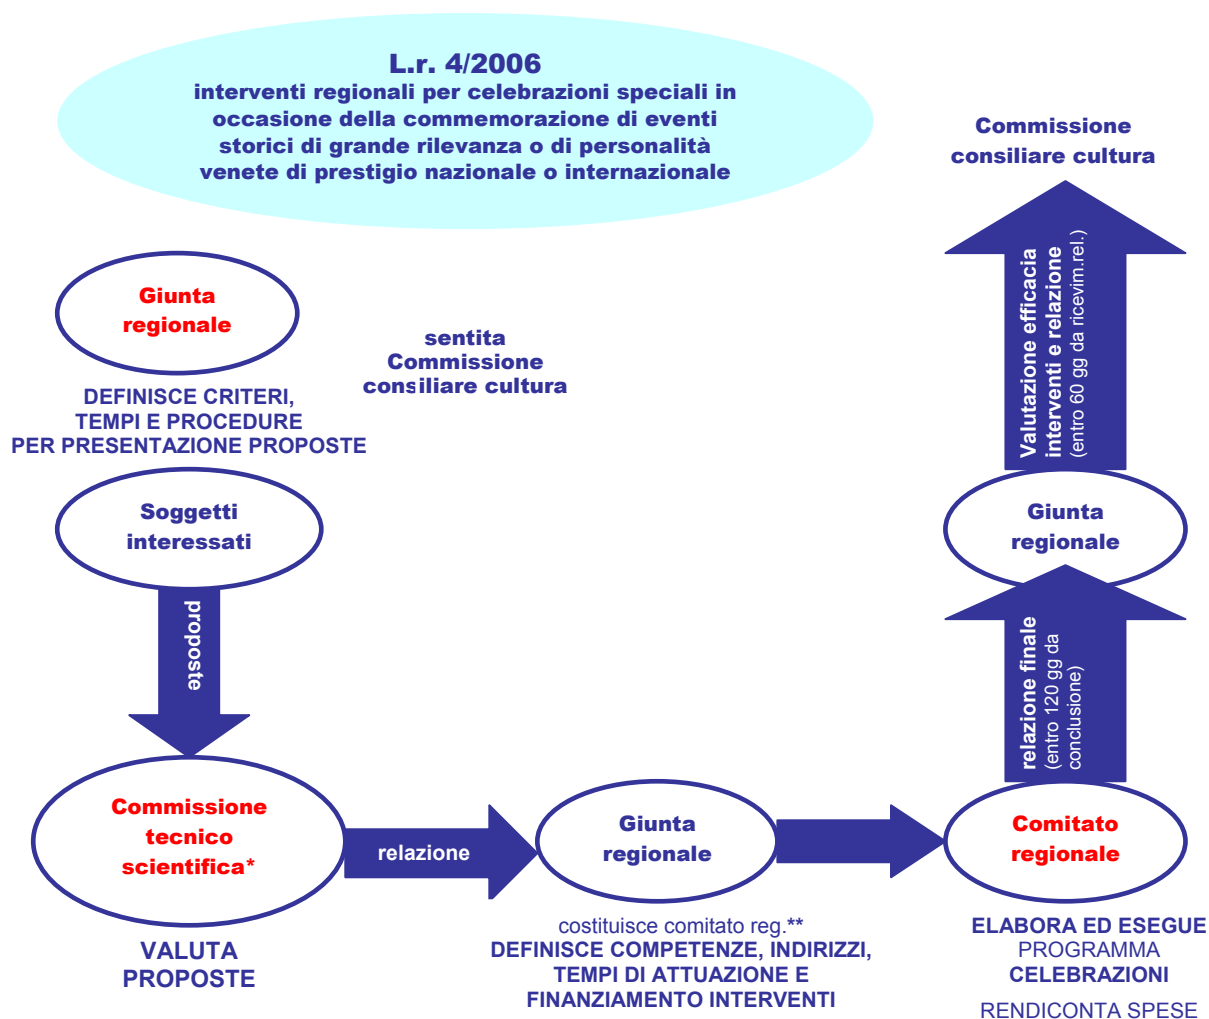 L.r. 4/2006
interventi regionali per celebrazioni speciali in
occasione della commemorazione di eventi
storici di grande rilevanza o di personalità
venete di prestigio nazionale o internazionale
Giunta
regionale
sentita
Commissione
consiliare cultura
DEFINISCE CRITERI,
TEMPI E PROCEDURE
PER PRESENTAZIONE PROPOSTE
Soggetti
interessati
proposte
Commissione
tecnico
scientifica*
VALUTA
PROPOSTE
relazione
Giunta
regionale
costituisce comitato reg.**
DEFINISCE COMPETENZE, INDIRIZZI,
TEMPI DI ATTUAZIONE E
FINANZIAMENTO INTERVENTI
Comitato
regionale
ELABORA ED ESEGUE
PROGRAMMA
CELEBRAZIONI
RENDICONTA SPESE
relazione finale
(entro 120 gg da
conclusione)
Giunta
regionale
Valutazione efficacia
interventi e relazione
(entro 60 gg da ricevim.rel.)
Commissione
consiliare cultura